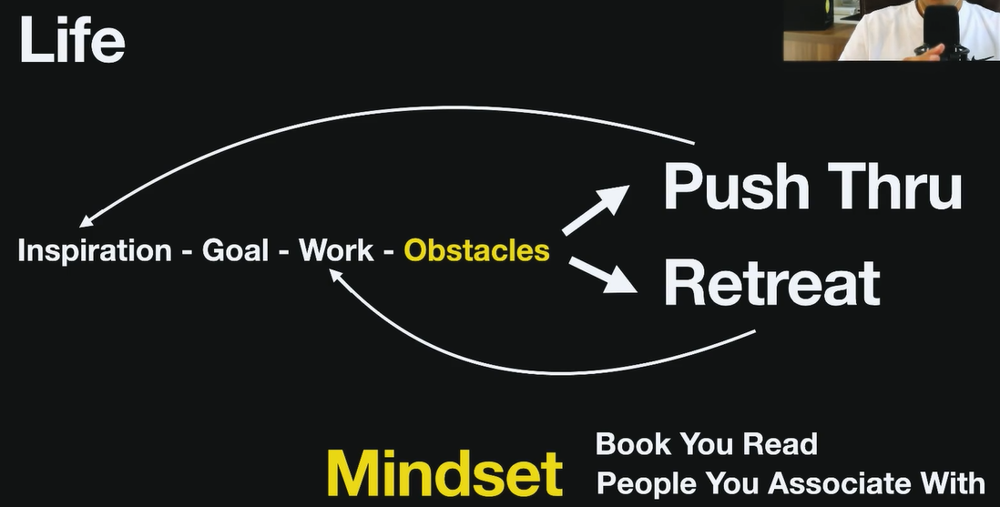 Life
Push Thru
Inspiration - Goal - Work - Obstacles
Retreat
Mindset
Book You Read
People You Associate With